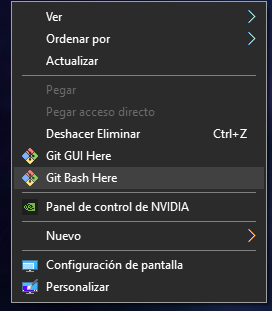 Ver
Ordenar por
Actualizar
Pegar
Pegar acceso directo
Deshacer Eliminar Ctrl+Z
Git GUI Here
Git Bash Here
Panel de control de NVIDIA
Nuevo
Configuración de pantalla
Personalizar